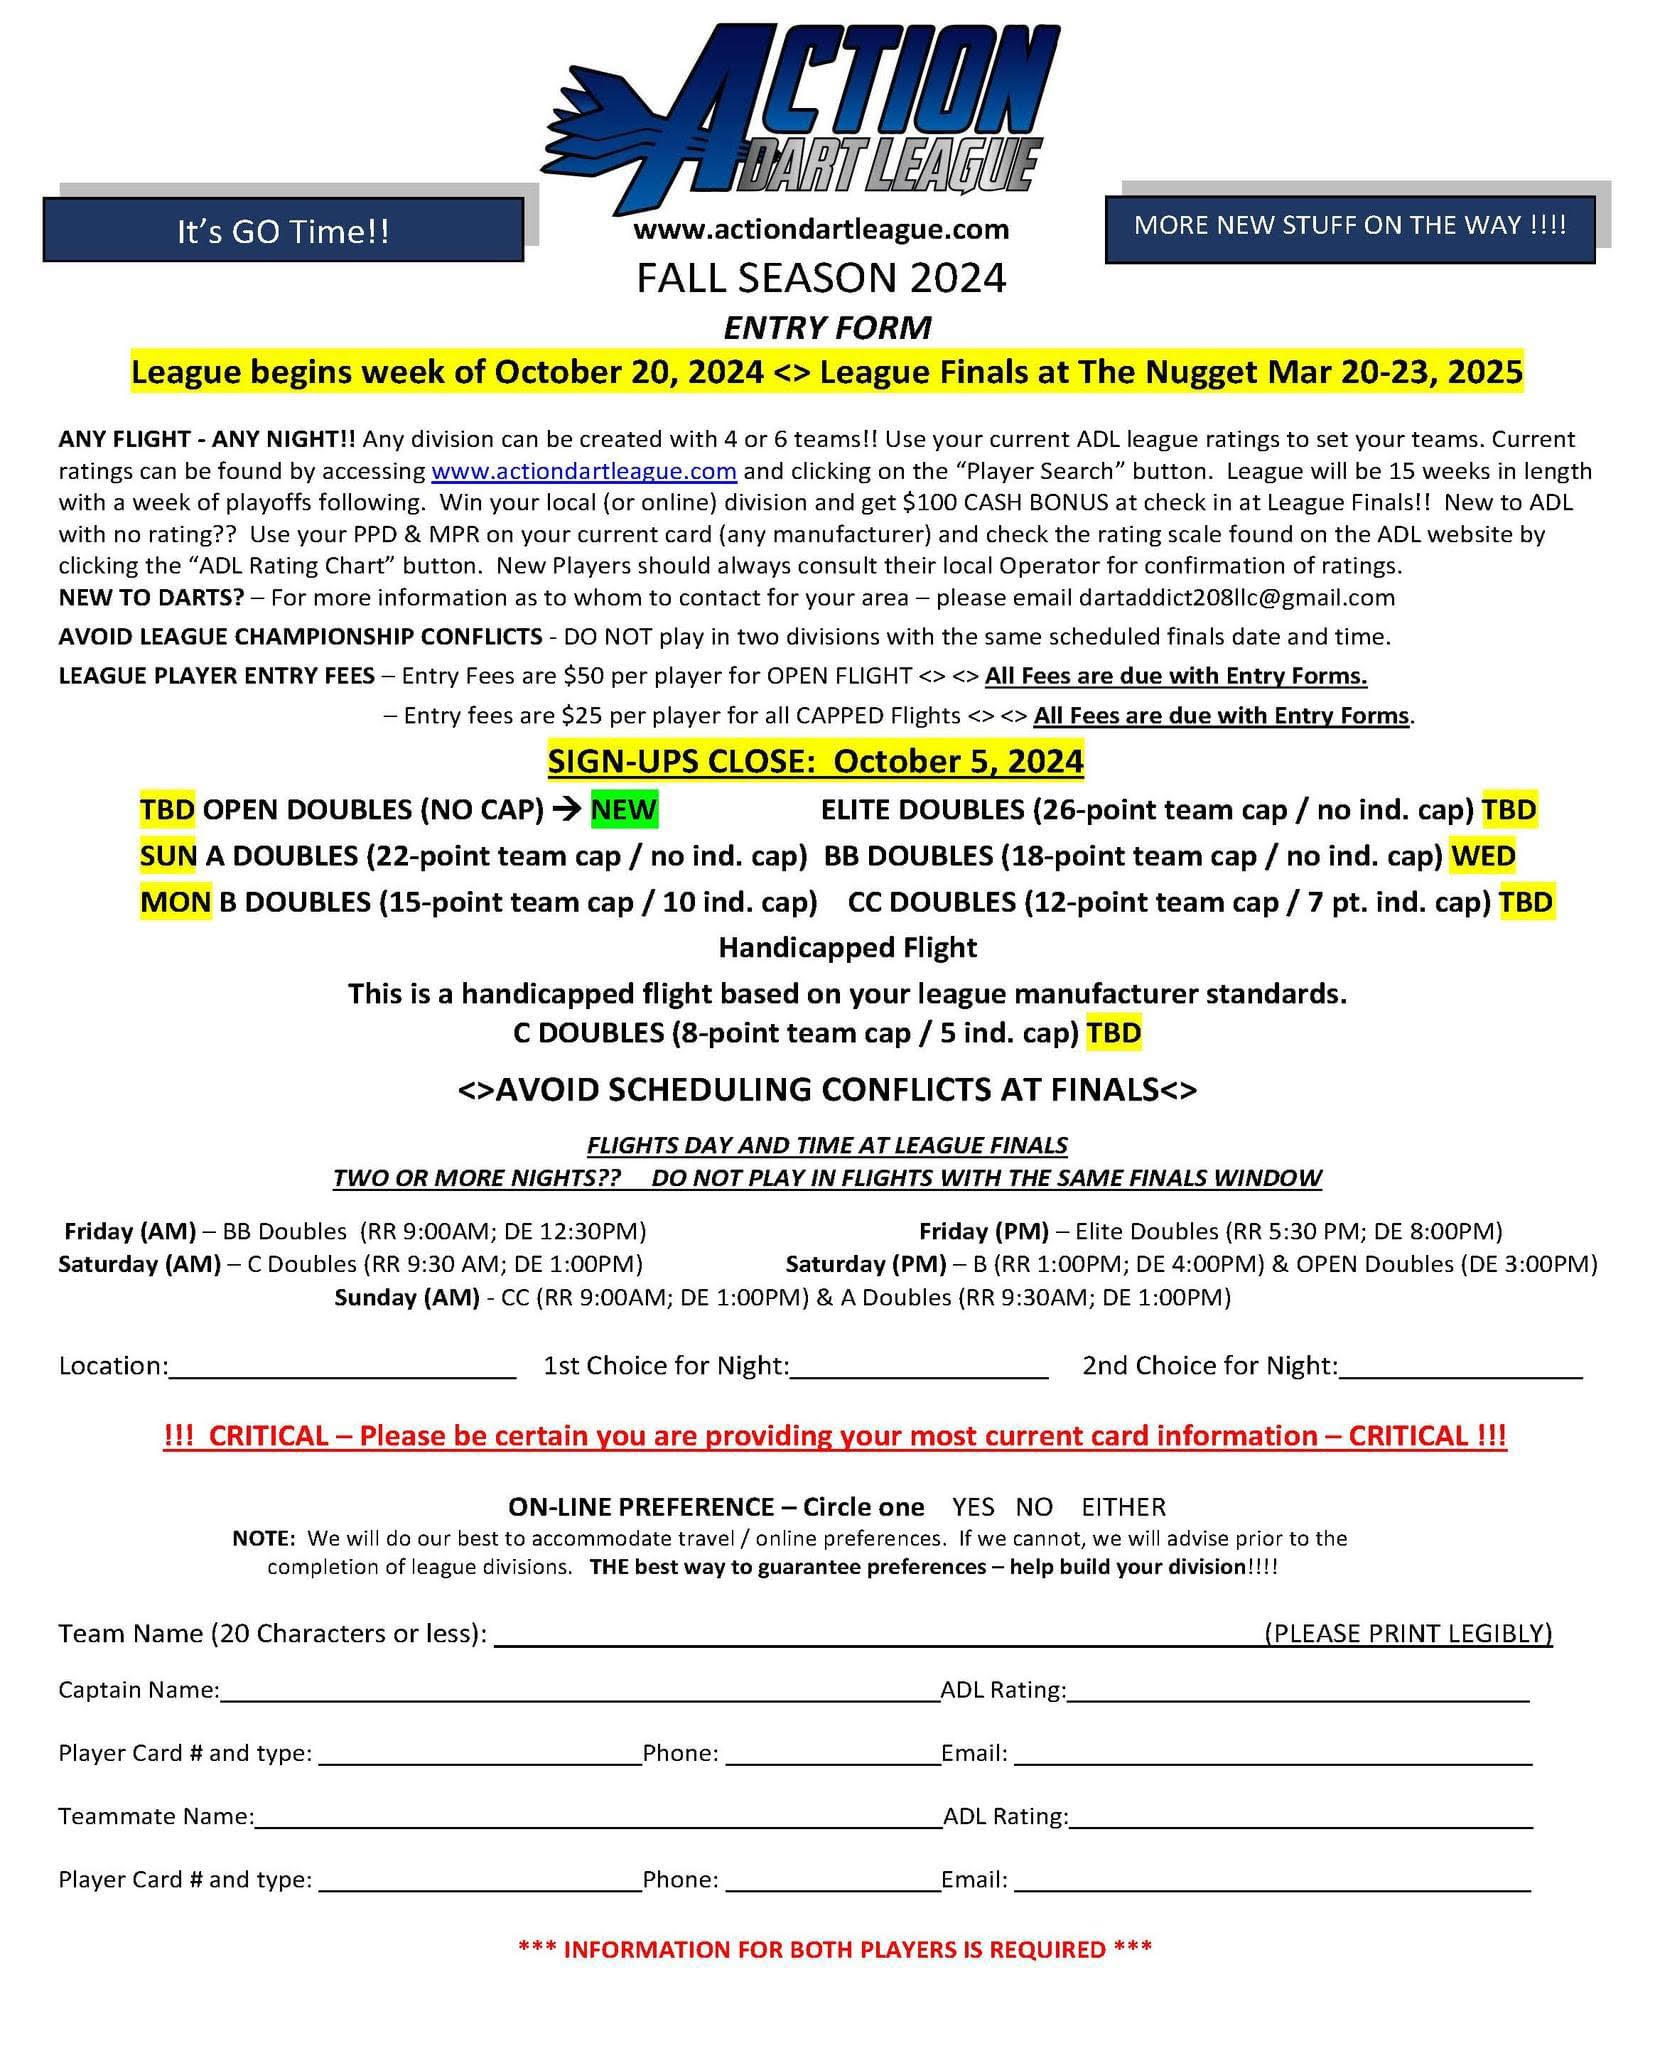 ACTION
DART LEAGUE
It's GO Time!!
MORE NEW STUFF ON THE WAY !!!!
www.actiondartleague.com
FALL SEASON 2024
ENTRY FORM
League begins week of October 20, 2024 <> League Finals at The Nugget Mar 20-23, 2025
ANY FLIGHT - ANY NIGHT!! Any division can be created with 4 or 6 teams!! Use your current ADL league ratings to set your teams. Current
ratings can be found by accessing www.actiondartleague.com and clicking on the “Player Search” button. League will be 15 weeks in length
with a week of playoffs following. Win your local (or online) division and get $100 CASH BONUS at check in at League Finals!! New to ADL
with no rating?? Use your PPD & MPR on your current card (any manufacturer) and check the rating scale found on the ADL website by
clicking the “ADL Rating Chart” button. New Players should always consult their local Operator for confirmation of ratings.
NEW TO DARTS? – For more information as to whom to contact for your area – please email dartaddict208llc@gmail.com
AVOID LEAGUE CHAMPIONSHIP CONFLICTS - DO NOT play in two divisions with the same scheduled finals date and time.
LEAGUE PLAYER ENTRY FEES – Entry Fees are $50 per player for OPEN FLIGHT <> <> All Fees are due with Entry Forms.
– Entry fees are $25 per player for all CAPPED Flights <> <> All Fees are due with Entry Forms.
SIGN-UPS CLOSE: October 5, 2024
TBD OPEN DOUBLES (NO CAP) → NEW ELITE DOUBLES (26-point team cap / no ind. cap) TBD
SUN A DOUBLES (22-point team cap / no ind. cap) BB DOUBLES (18-point team cap / no ind. cap) WED
MON B DOUBLES (15-point team cap / 10 ind. cap) CC DOUBLES (12-point team cap / 7 pt. ind. cap) TBD
Handicapped Flight
This is a handicapped flight based on your league manufacturer standards.
C DOUBLES (8-point team cap / 5 ind. cap) TBD
<>AVOID SCHEDULING CONFLICTS AT FINALS<>
FLIGHTS DAY AND TIME AT LEAGUE FINALS
TWO OR MORE NIGHTS?? DO NOT PLAY IN FLIGHTS WITH THE SAME FINALS WINDOW
Friday (AM) – BB Doubles (RR 9:00AM; DE 12:30PM) Friday (PM) – Elite Doubles (RR 5:30 PM; DE 8:00PM)
Saturday (AM) – C Doubles (RR 9:30 AM; DE 1:00PM) Saturday (PM) – B (RR 1:00PM; DE 4:00PM) & OPEN Doubles (DE 3:00PM)
Sunday (AM) - CC (RR 9:00AM; DE 1:00PM) & A Doubles (RR 9:30AM; DE 1:00PM)
Location:____________ 1st Choice for Night:____________ 2nd Choice for Night:____________
!!! CRITICAL – Please be certain you are providing your most current card information – CRITICAL !!!
ON-LINE PREFERENCE – Circle one YES NO EITHER
NOTE: We will do our best to accommodate travel / online preferences. If we cannot, we will advise prior to the
completion of league divisions. THE best way to guarantee preferences – help build your division!!!!
Team Name (20 Characters or less): ____________(PLEASE PRINT LEGIBLY)
Captain Name:____________ADL Rating:____________
Player Card # and type: ____________Phone: ____________Email: ____________
Teammate Name:____________ADL Rating:____________
Player Card # and type: ____________Phone: ____________Email: ____________
*** INFORMATION FOR BOTH PLAYERS IS REQUIRED ***